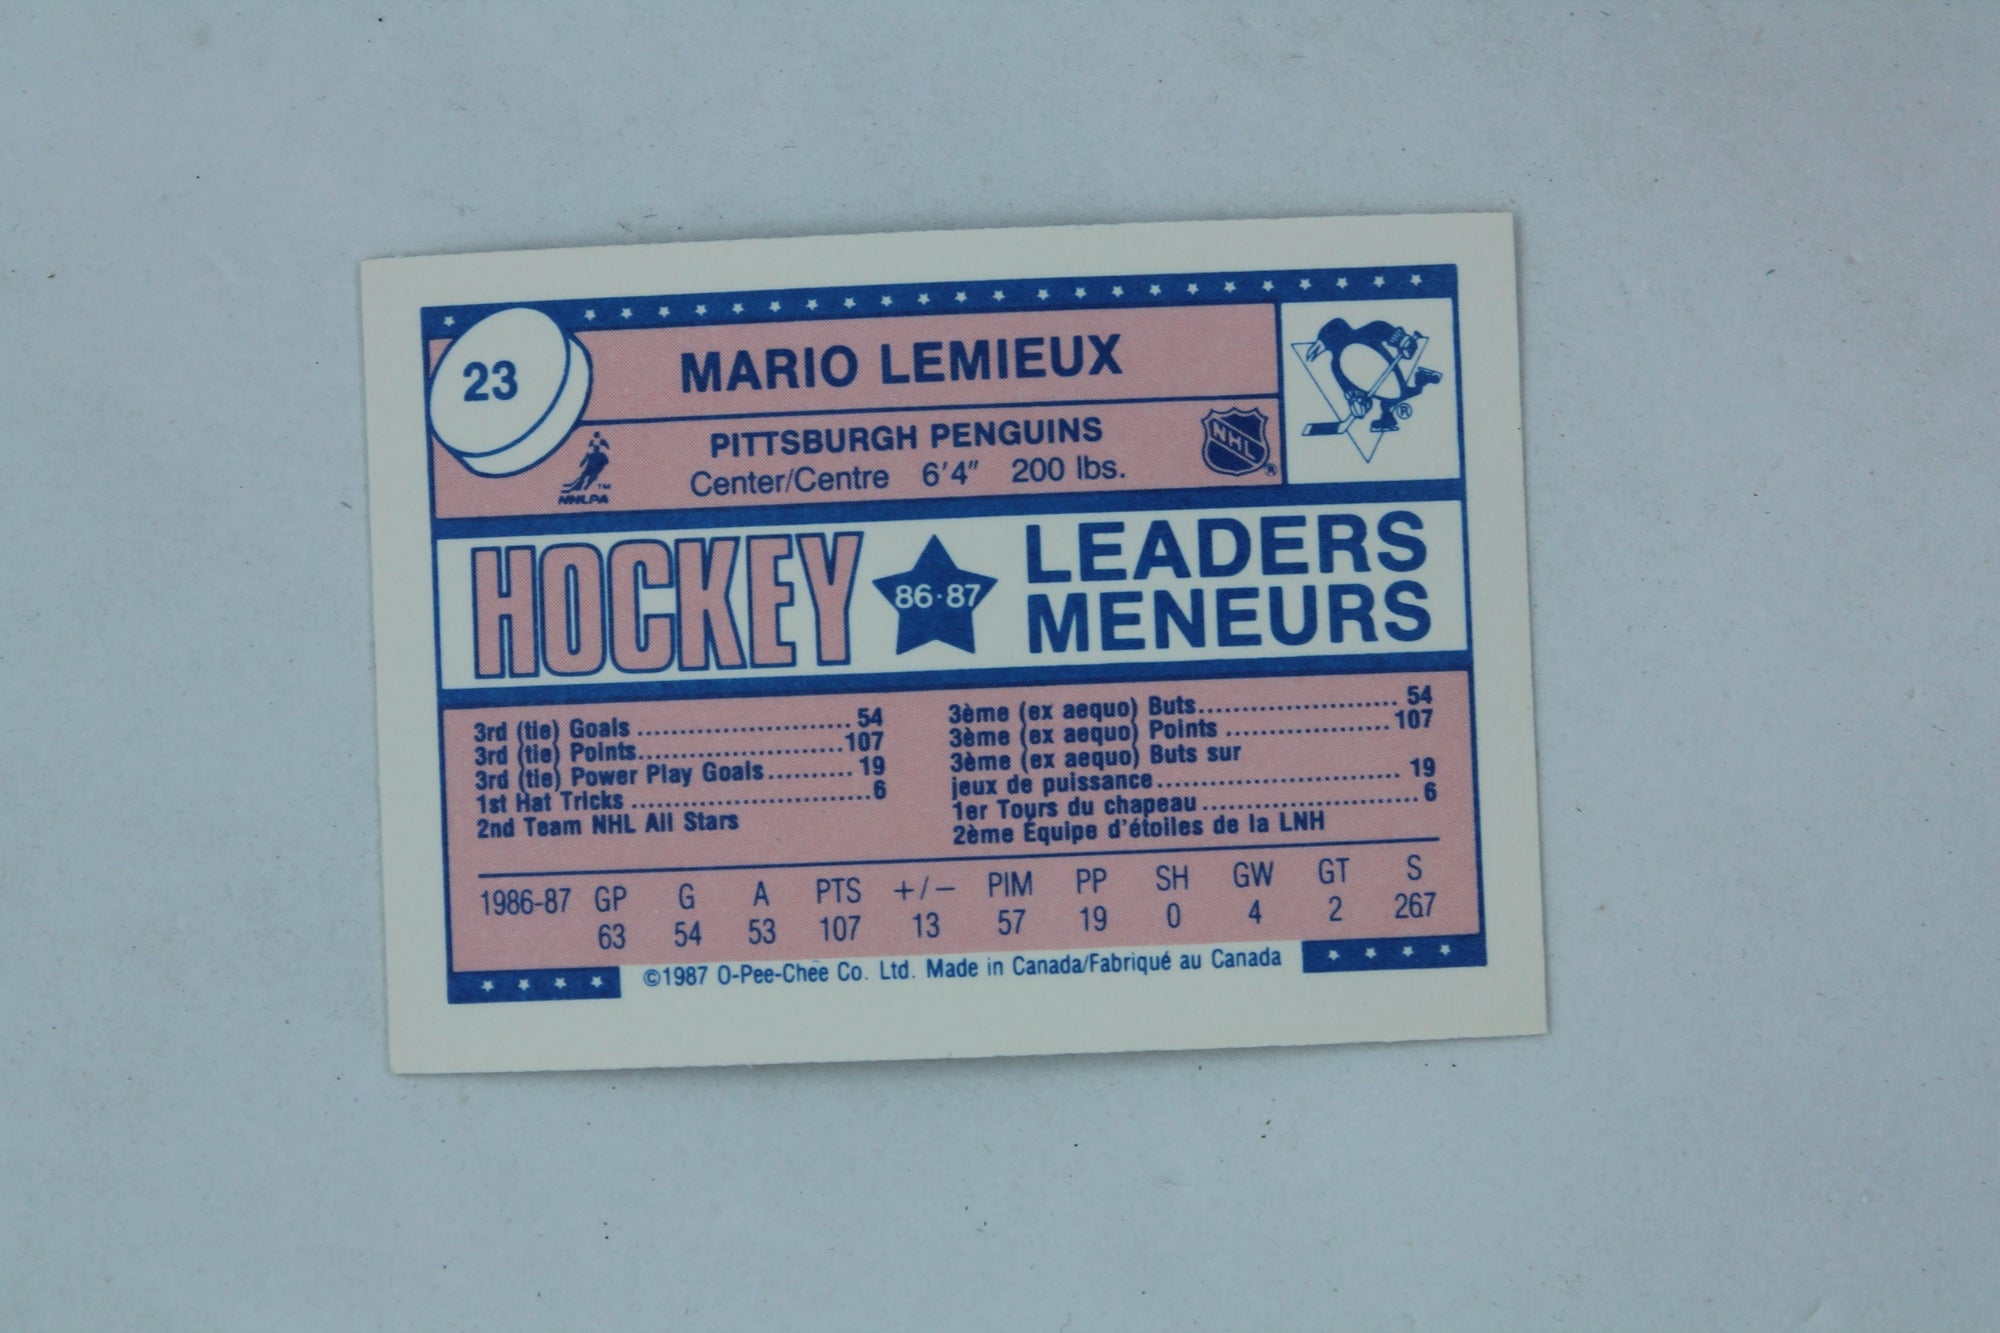 23
MARIO LEMIEUX
PITTSBURGH PENGUINS
Center/Centre 6'4" 200 lbs.
NHLPA TM
NHL ®
®
HOCKEY 86·87 LEADERS
MENEURS
3rd (tie) Goals .......................... 54
3rd (tie) Points.........................107
3rd (tie) Power Play Goals.......... 19
1st Hat Tricks .............................6
2nd Team NHL All Stars
3ème (ex aequo) Buts........................ 54
3ème (ex aequo) Points .................... 107
3ème (ex aequo) Buts sur
jeux de puissance............................. 19
1er Tours du chapeau..........................6
2ème Équipe d'étoiles de la LNH
1986-87 GP G A PTS +/− PIM PP SH GW GT S
63 54 53 107 13 57 19 0 4 2 267
©1987 O-Pee-Chee Co. Ltd. Made in Canada/Fabriqué au Canada